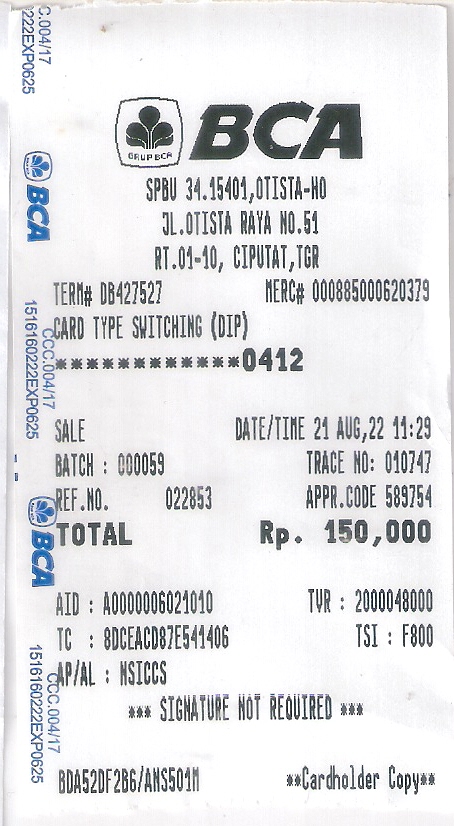 GRUP BCA
BCA
SPBU 34.15401,OTISTA-HO
JL.OTISTA RAYA NO.51
RT.01-10, CIPUTAT,TGR
TERM# DB427527 MERC# 000885000620379
CARD TYPE SWITCHING (DIP)
************0412
SALE DATE/TIME 21 AUG,22 11:29
BATCH : 000059 TRACE NO: 010747
REF.NO. 022853 APPR.CODE 589754
TOTAL Rp. 150,000
AID : A0000006021010 TVR : 2000048000
TC : 8DCEACD87E541406 TSI : F800
AP/AL : NSICCS
*** SIGNATURE NOT REQUIRED ***
BDA52DF2B6/ANS501M **Cardholder Copy**
C.004/17
222EXP0625
BCA
CCC.004/17
1516160222EXP0625
BCA
CCC.004/17
1516160222EXP0625